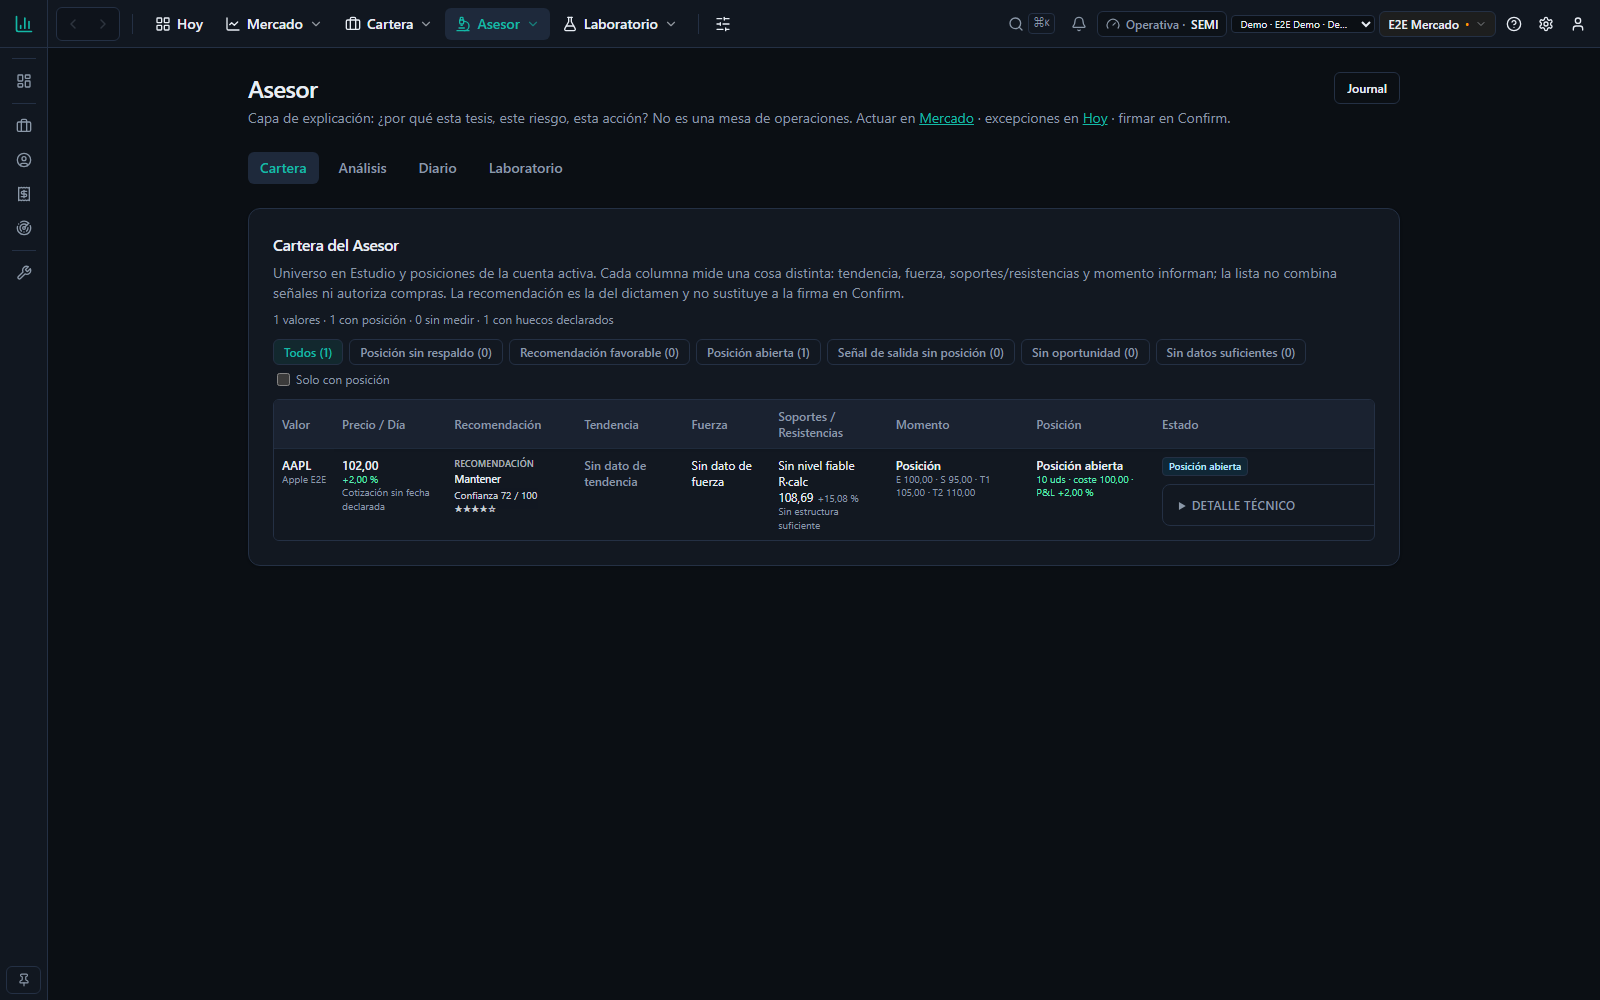 Hoy
Mercado
Cartera
Asesor
Laboratorio
⌘K
Operativa · SEMI
Demo · E2E Demo · De...
E2E Mercado
Asesor
Journal
Capa de explicación: ¿por qué esta tesis, este riesgo, esta acción? No es una mesa de operaciones. Actuar en Mercado · excepciones en Hoy · firmar en Confirm.
Cartera
Análisis
Diario
Laboratorio
Cartera del Asesor
Universo en Estudio y posiciones de la cuenta activa. Cada columna mide una cosa distinta: tendencia, fuerza, soportes/resistencias y momento informan; la lista no combina
señales ni autoriza compras. La recomendación es la del dictamen y no sustituye a la firma en Confirm.
1 valores · 1 con posición · 0 sin medir · 1 con huecos declarados
Todos (1)
Posición sin respaldo (0)
Recomendación favorable (0)
Posición abierta (1)
Señal de salida sin posición (0)
Sin oportunidad (0)
Sin datos suficientes (0)
Solo con posición
Valor
Precio / Día
Recomendación
Tendencia
Fuerza
Soportes /
Resistencias
Momento
Posición
Estado
AAPL
Apple E2E
102,00
+2,00 %
Cotización sin fecha
declarada
RECOMENDACIÓN
Mantener
Confianza 72 / 100
★★★★☆
Sin dato de
tendencia
Sin dato de
fuerza
Sin nivel fiable
R-calc
108,69 +15,08 %
Sin estructura
suficiente
Posición
E 100,00 · S 95,00 · T1
105,00 · T2 110,00
Posición abierta
10 uds · coste 100,00 ·
P&L +2,00 %
Posición abierta
▶ DETALLE TÉCNICO